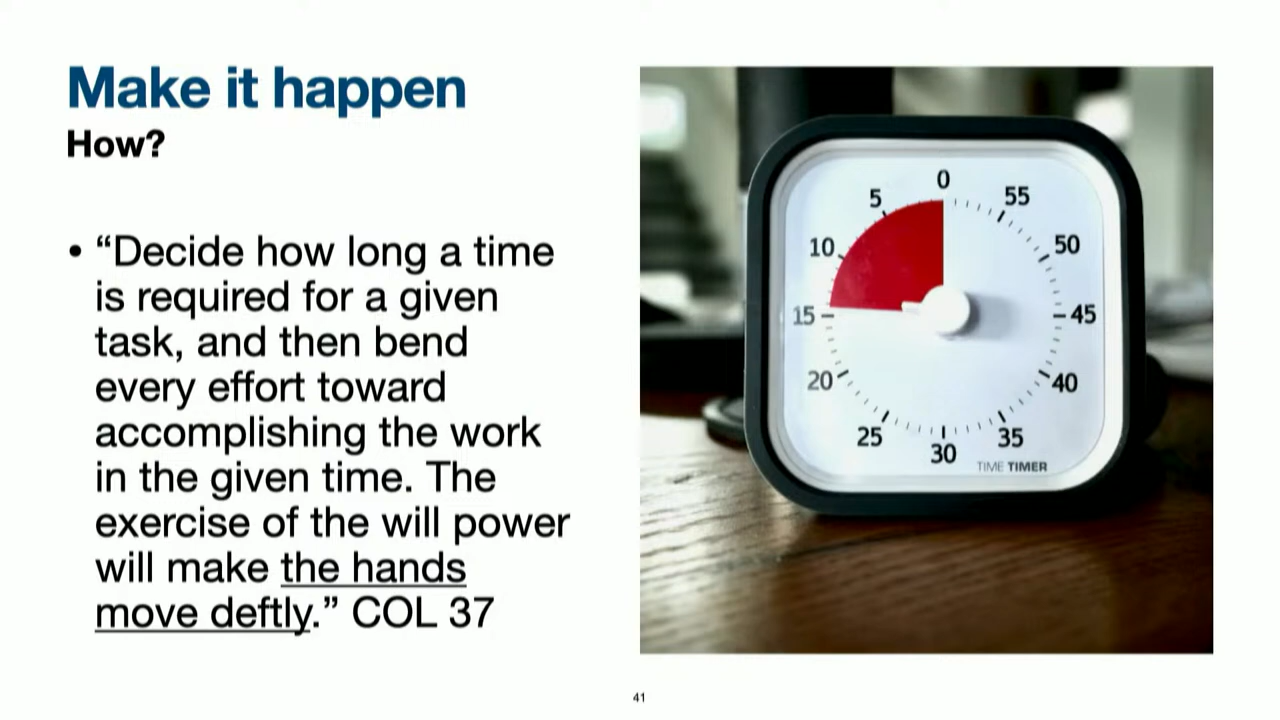 Make it happen
How?
• “Decide how long a time
is required for a given
task, and then bend
every effort toward
accomplishing the work
in the given time. The
exercise of the will power
will make the hands
move deftly.” COL 37
0
5
55
10
50
15
45
20
40
25
35
30
TIME TIMER
41